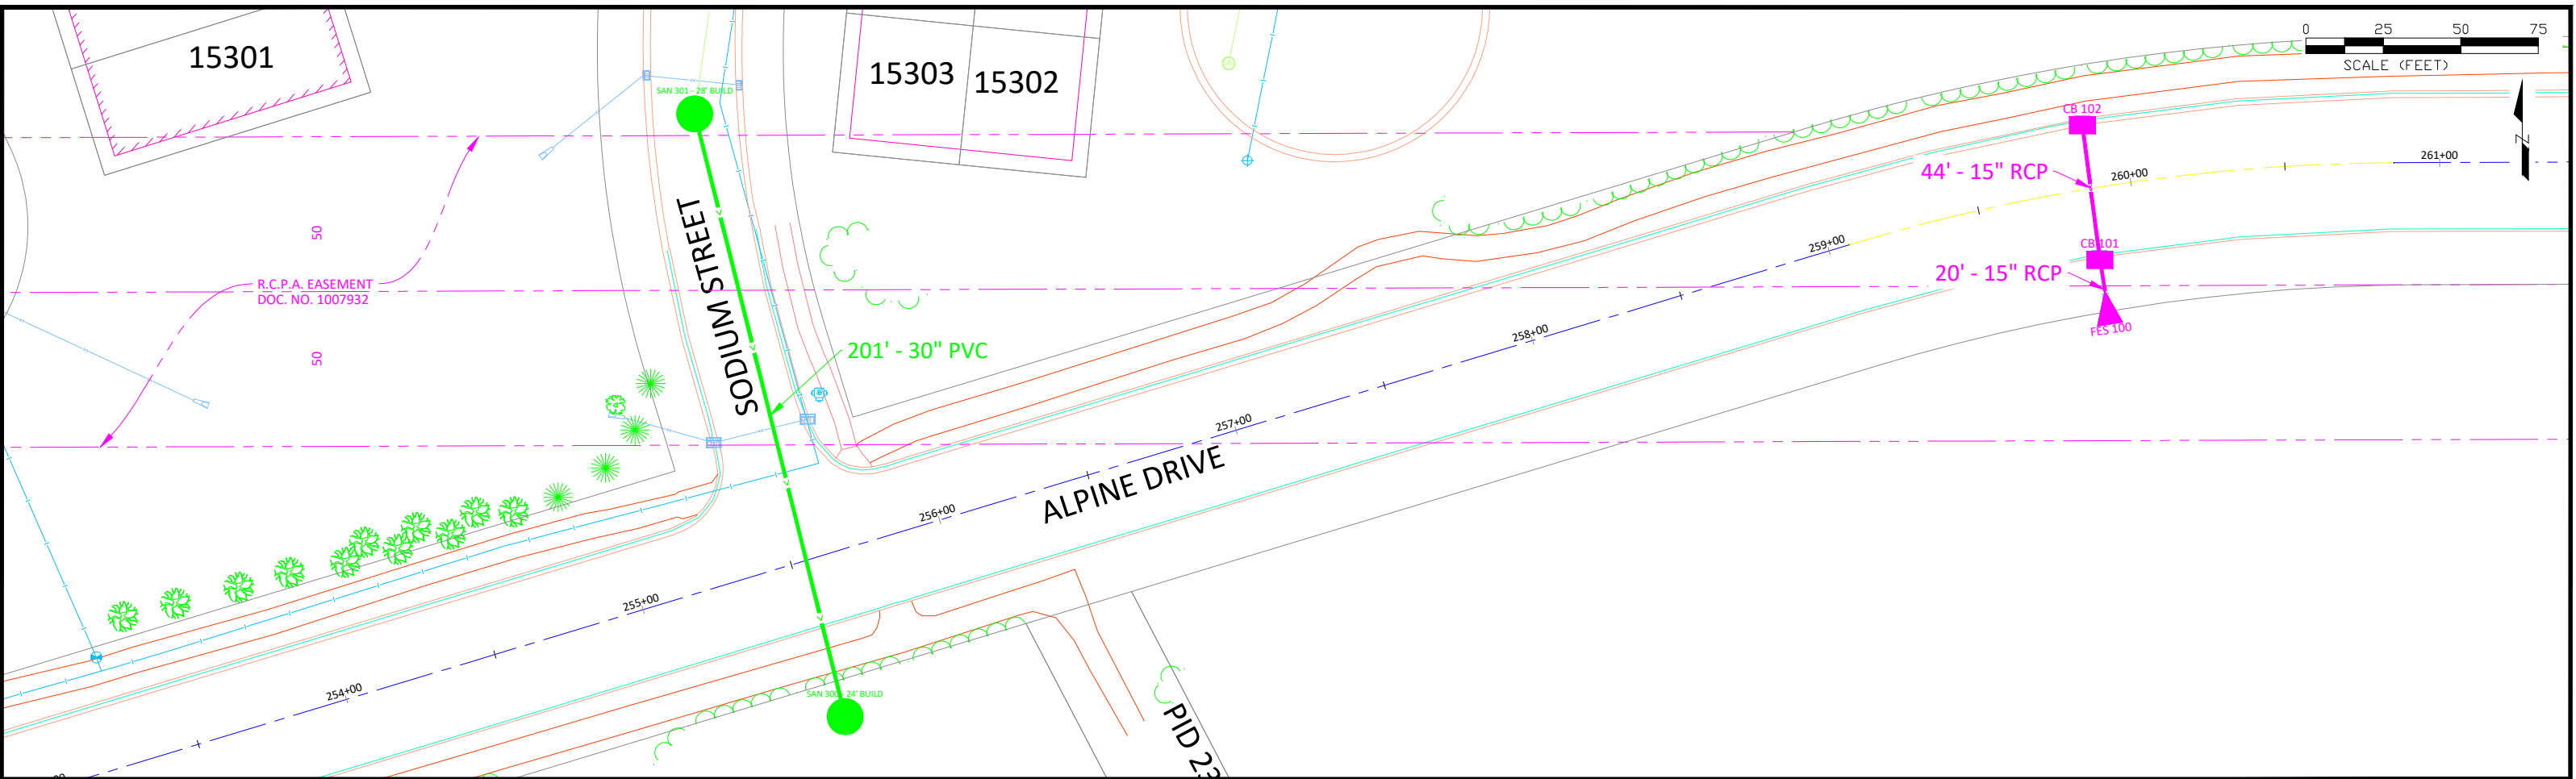 15301
SAN 301 - 28' BUILD
15303
15302
0 25 50 75
SCALE (FEET)
N
CB 102
44' - 15" RCP
260+00
261+00
SODIUM STREET
50
R.C.P.A. EASEMENT
DOC. NO. 1007932
50
259+00
CB 101
20' - 15" RCP
FES 100
258+00
201' - 30" PVC
257+00
ALPINE DRIVE
256+00
255+00
254+00
SAN 300 - 24' BUILD
PID 23